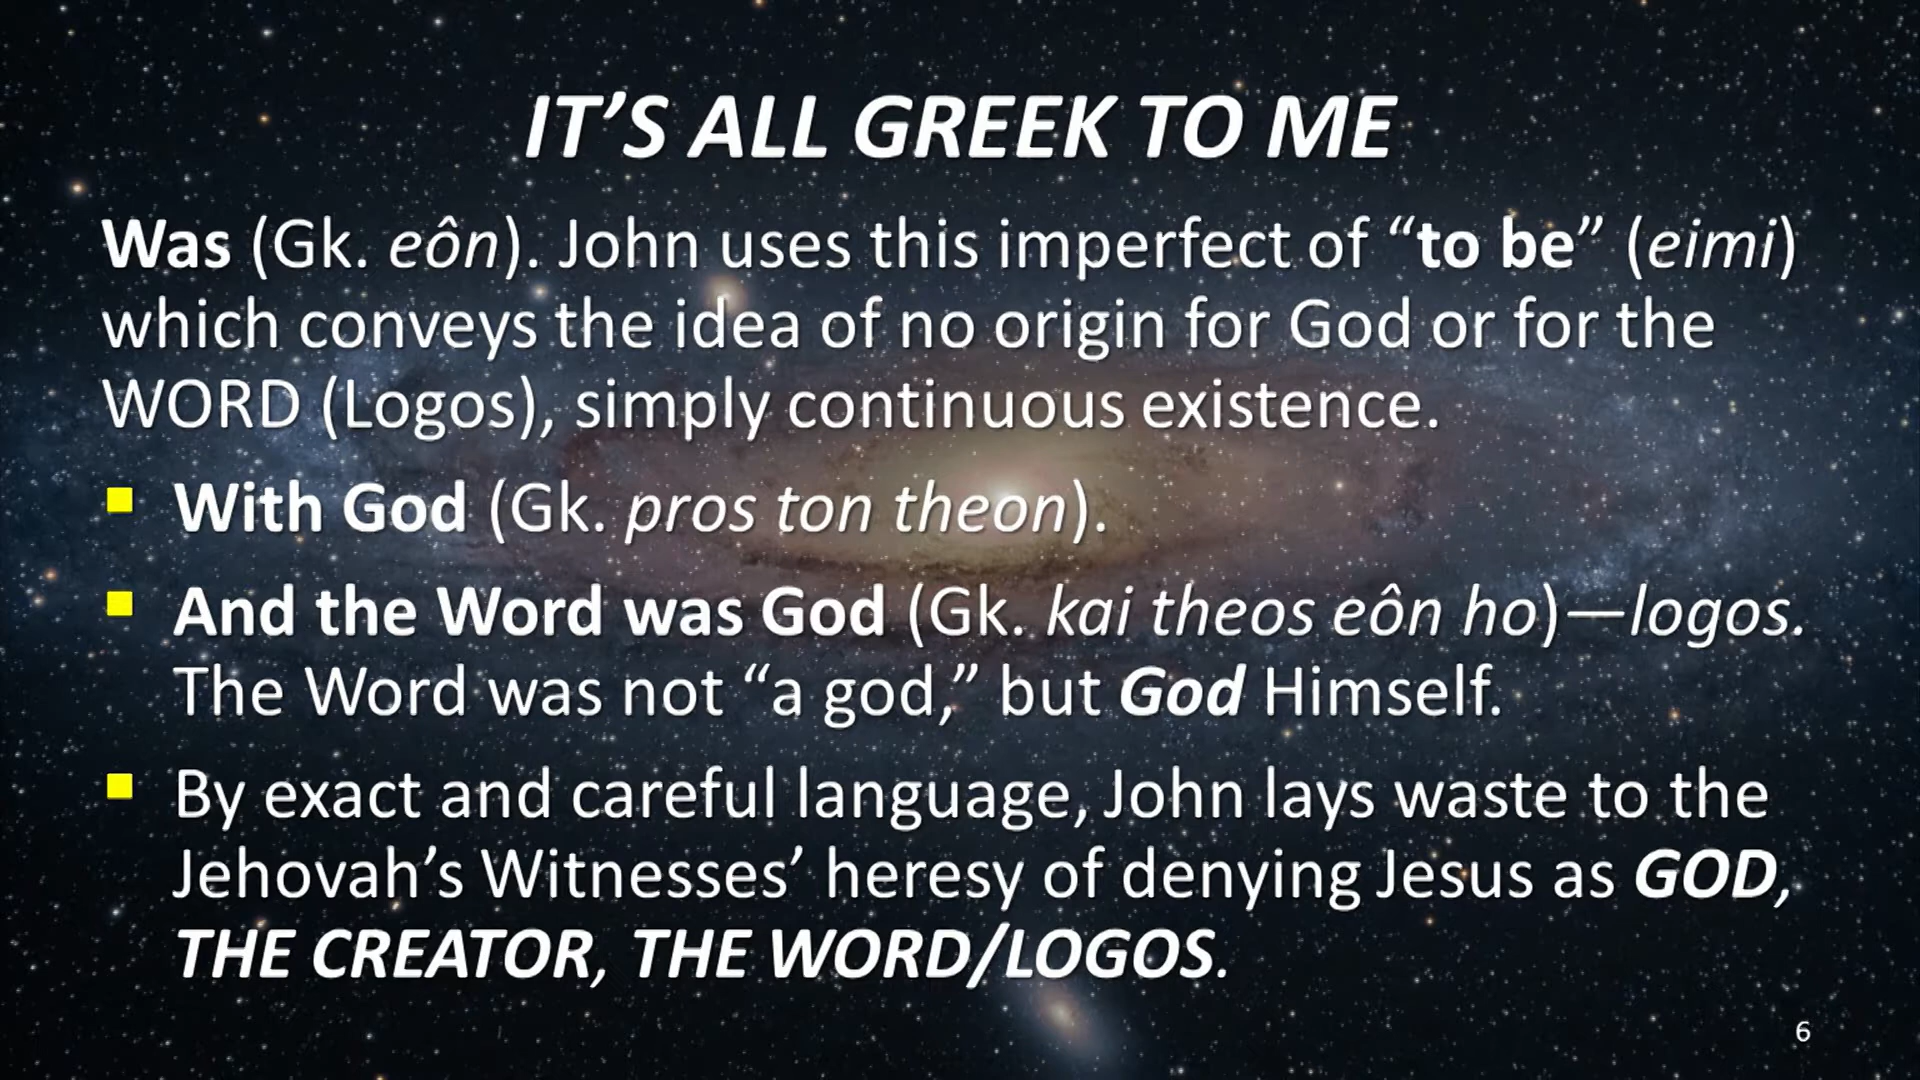 IT’S ALL GREEK TO ME
Was (Gk. eôn). John uses this imperfect of “to be” (eimi)
which conveys the idea of no origin for God or for the
WORD (Logos), simply continuous existence.
With God (Gk. pros ton theon).
And the Word was God (Gk. kai theos eôn ho)—logos.
The Word was not “a god,” but God Himself.
By exact and careful language, John lays waste to the
Jehovah’s Witnesses’ heresy of denying Jesus as GOD,
THE CREATOR, THE WORD/LOGOS.
6